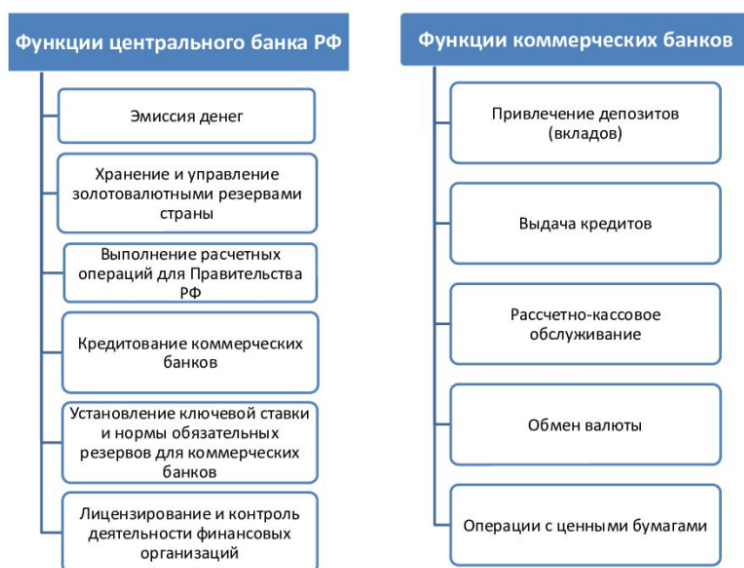 Функции центрального банка РФ
Эмиссия денег
Хранение и управление
золотовалютными резервами
страны
Выполнение расчетных
операций для Правительства
РФ
Кредитование коммерческих
банков
Установление ключевой ставки
и нормы обязательных
резервов для коммерческих
банков
Лицензирование и контроль
деятельности финансовых
организаций
Функции коммерческих банков
Привлечение депозитов
(вкладов)
Выдача кредитов
Рассчетно-кассовое
обслуживание
Обмен валюты
Операции с ценными бумагами